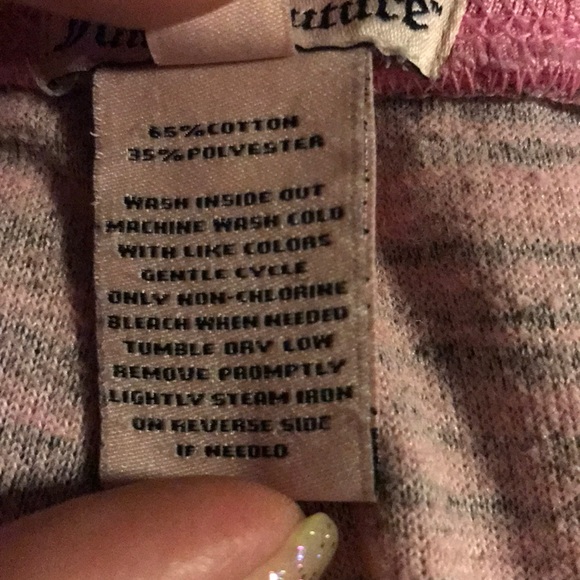 65%COTTON
35%POLYESTER
WASH INSIDE OUT
MACHINE WASH COLD
WITH LIKE COLORS
GENTLE CYCLE
ONLY NON-CHLORINE
BLEACH WHEN NEEDED
TUMBLE DRY LOW
REMOVE PROMPTLY
LIGHTLY STEAM IRON
ON REVERSE SIDE
IF NEEDED